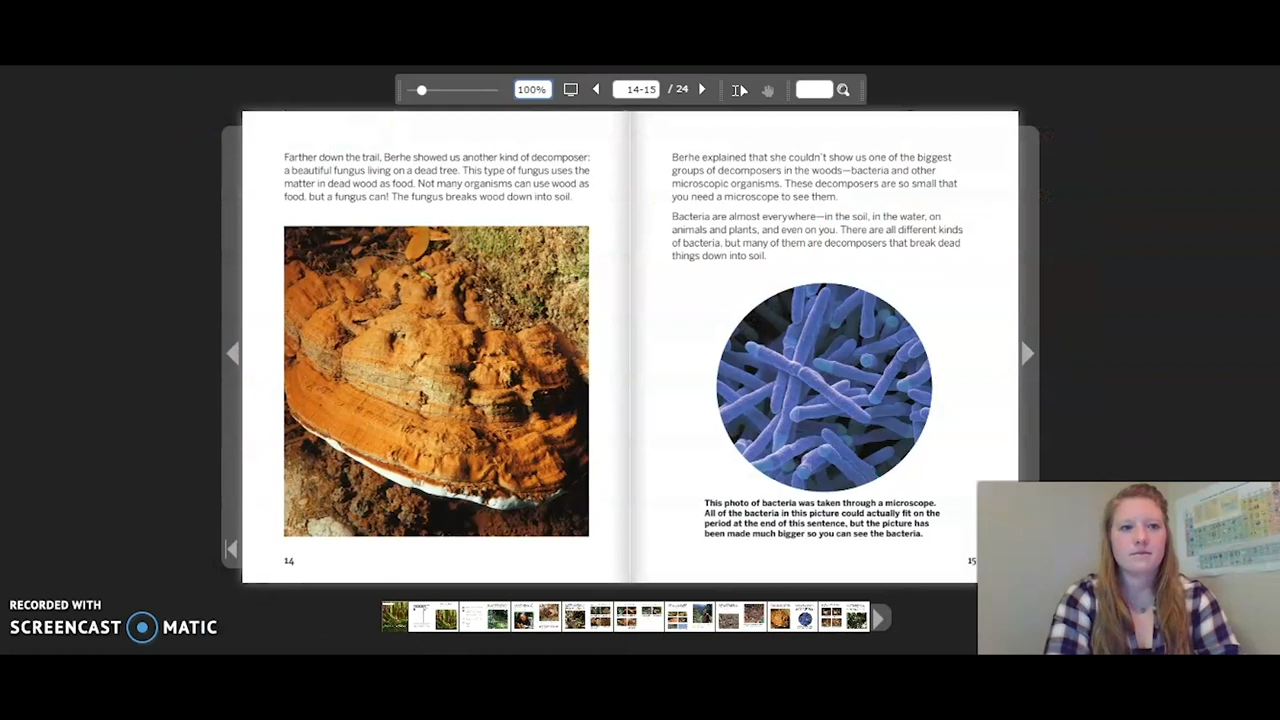 100%
14-15 / 24
Farther down the trail, Berhe showed us another kind of decomposer:
a beautiful fungus living on a dead tree. This type of fungus uses the
matter in dead wood as food. Not many organisms can use wood as
food, but a fungus can! The fungus breaks wood down into soil.
14
Berhe explained that she couldn't show us one of the biggest
groups of decomposers in the woods—bacteria and other
microscopic organisms. These decomposers are so small that
you need a microscope to see them.
Bacteria are almost everywhere—in the soil, in the water, on
animals and plants, and even on you. There are all different kinds
of bacteria, but many of them are decomposers that break dead
things down into soil.
This photo of bacteria was taken through a microscope.
All of the bacteria in this picture could actually fit on the
period at the end of this sentence, but the picture has
been made much bigger so you can see the bacteria.
15
RECORDED WITH
SCREENCAST MATIC